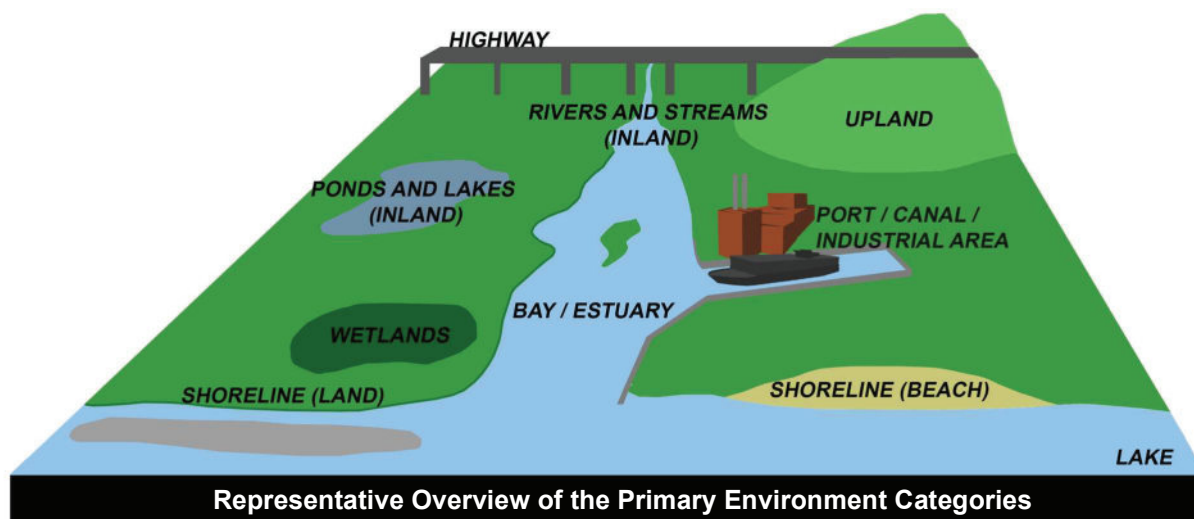 HIGHWAY
RIVERS AND STREAMS
(INLAND)
UPLAND
PONDS AND LAKES
(INLAND)
PORT / CANAL /
INDUSTRIAL AREA
BAY / ESTUARY
WETLANDS
SHORELINE (LAND)
SHORELINE (BEACH)
LAKE
Representative Overview of the Primary Environment Categories